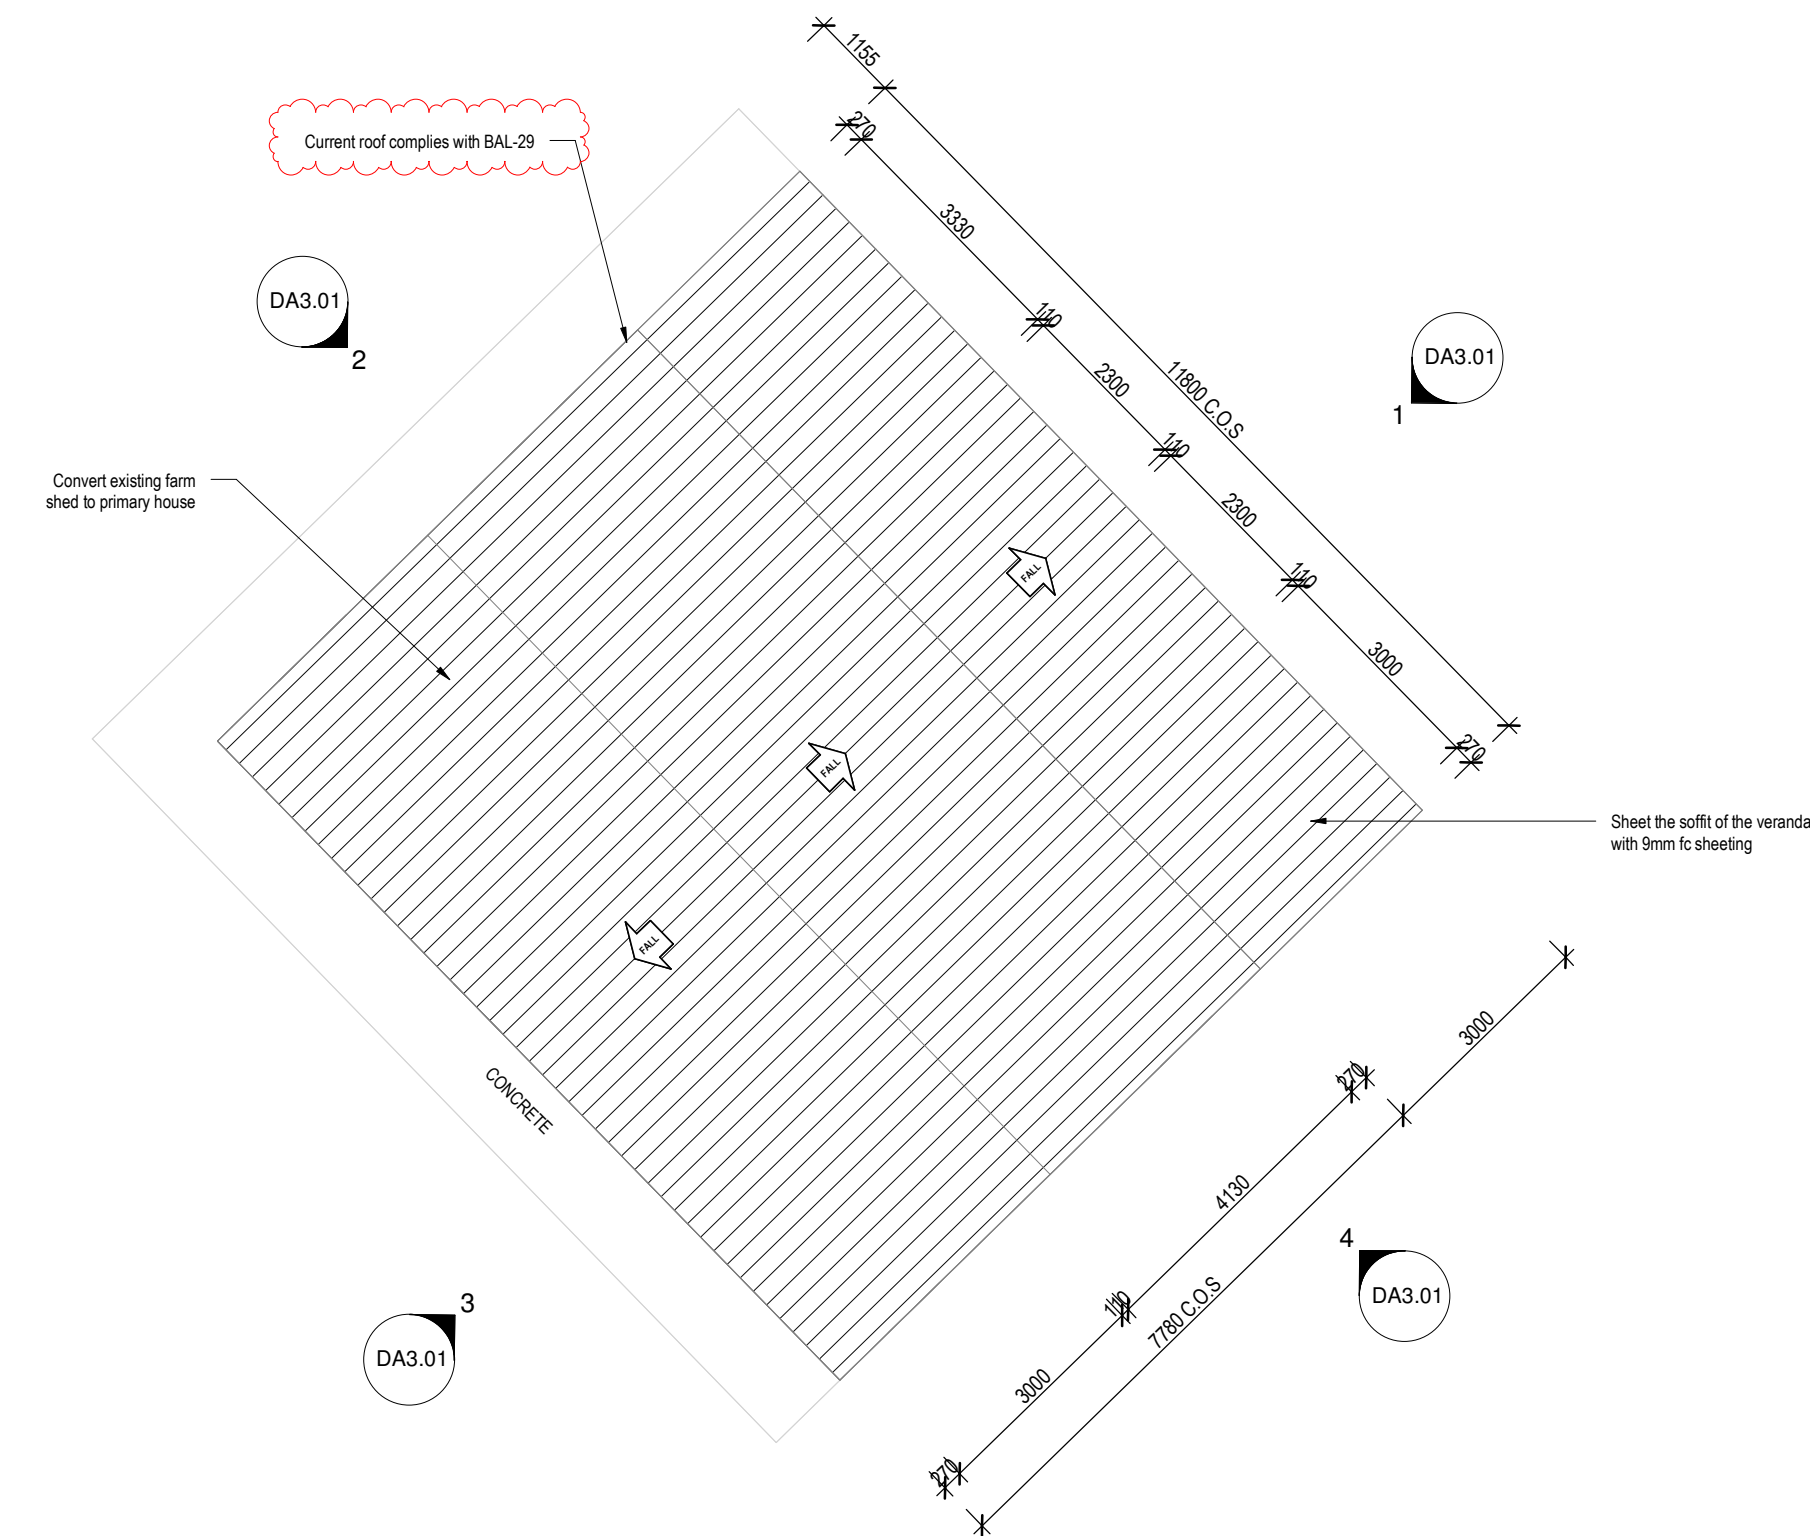 1155
Current roof complies with BAL-29
270
3330
DA3.01
2
110
2300
11800 C.O.S
DA3.01
1
110
2300
Convert existing farm
shed to primary house
FALL
110
3000
270
FALL
Sheet the soffit of the veranda
with 9mm fc sheeting
FALL
3000
CONCRETE
270
4130
4
DA3.01
7780 C.O.S
110
3
DA3.01
3000
270